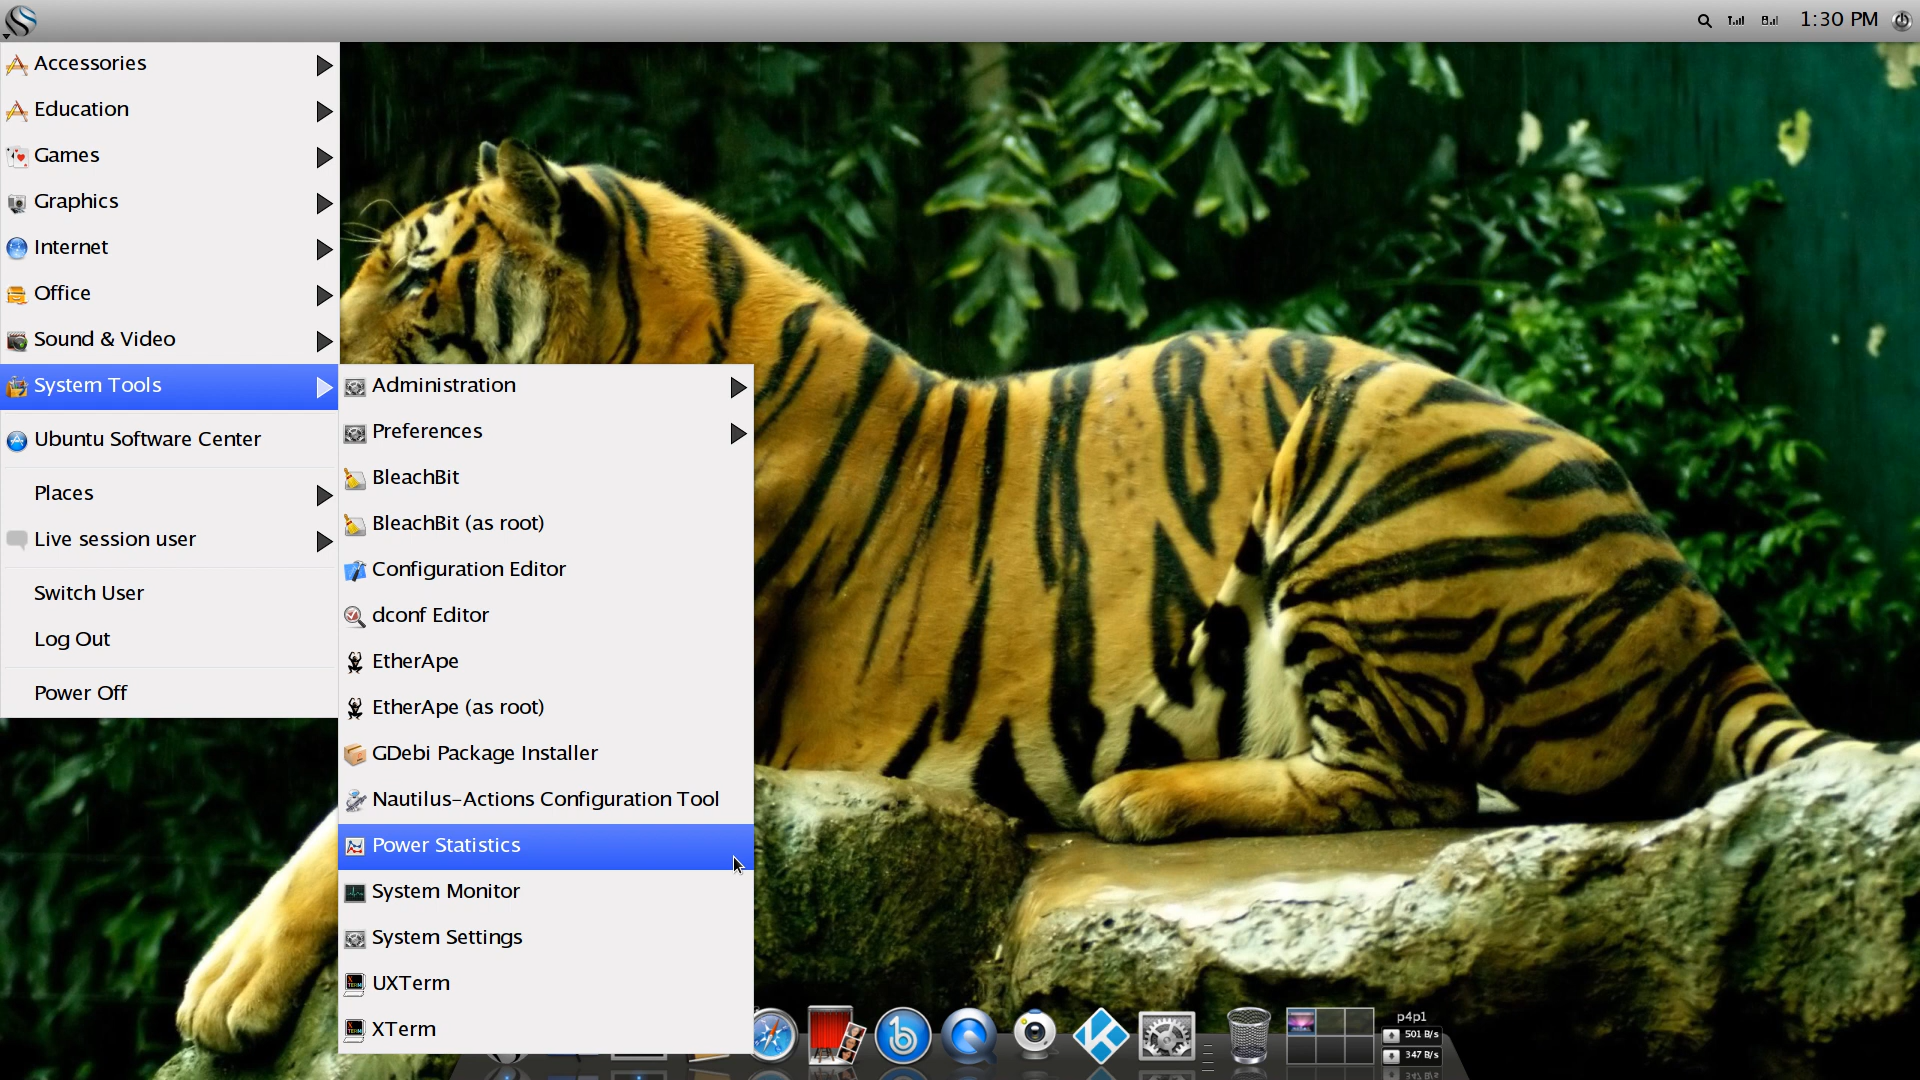 1:30 PM
Accessories
Education
Games
Graphics
Internet
Office
Sound & Video
System Tools
Ubuntu Software Center
Places
Live session user
Switch User
Log Out
Power Off
Administration
Preferences
BleachBit
BleachBit (as root)
Configuration Editor
dconf Editor
EtherApe
EtherApe (as root)
GDebi Package Installer
Nautilus-Actions Configuration Tool
Power Statistics
System Monitor
System Settings
UXTerm
XTerm
p4p1
501 B/s
347 B/s